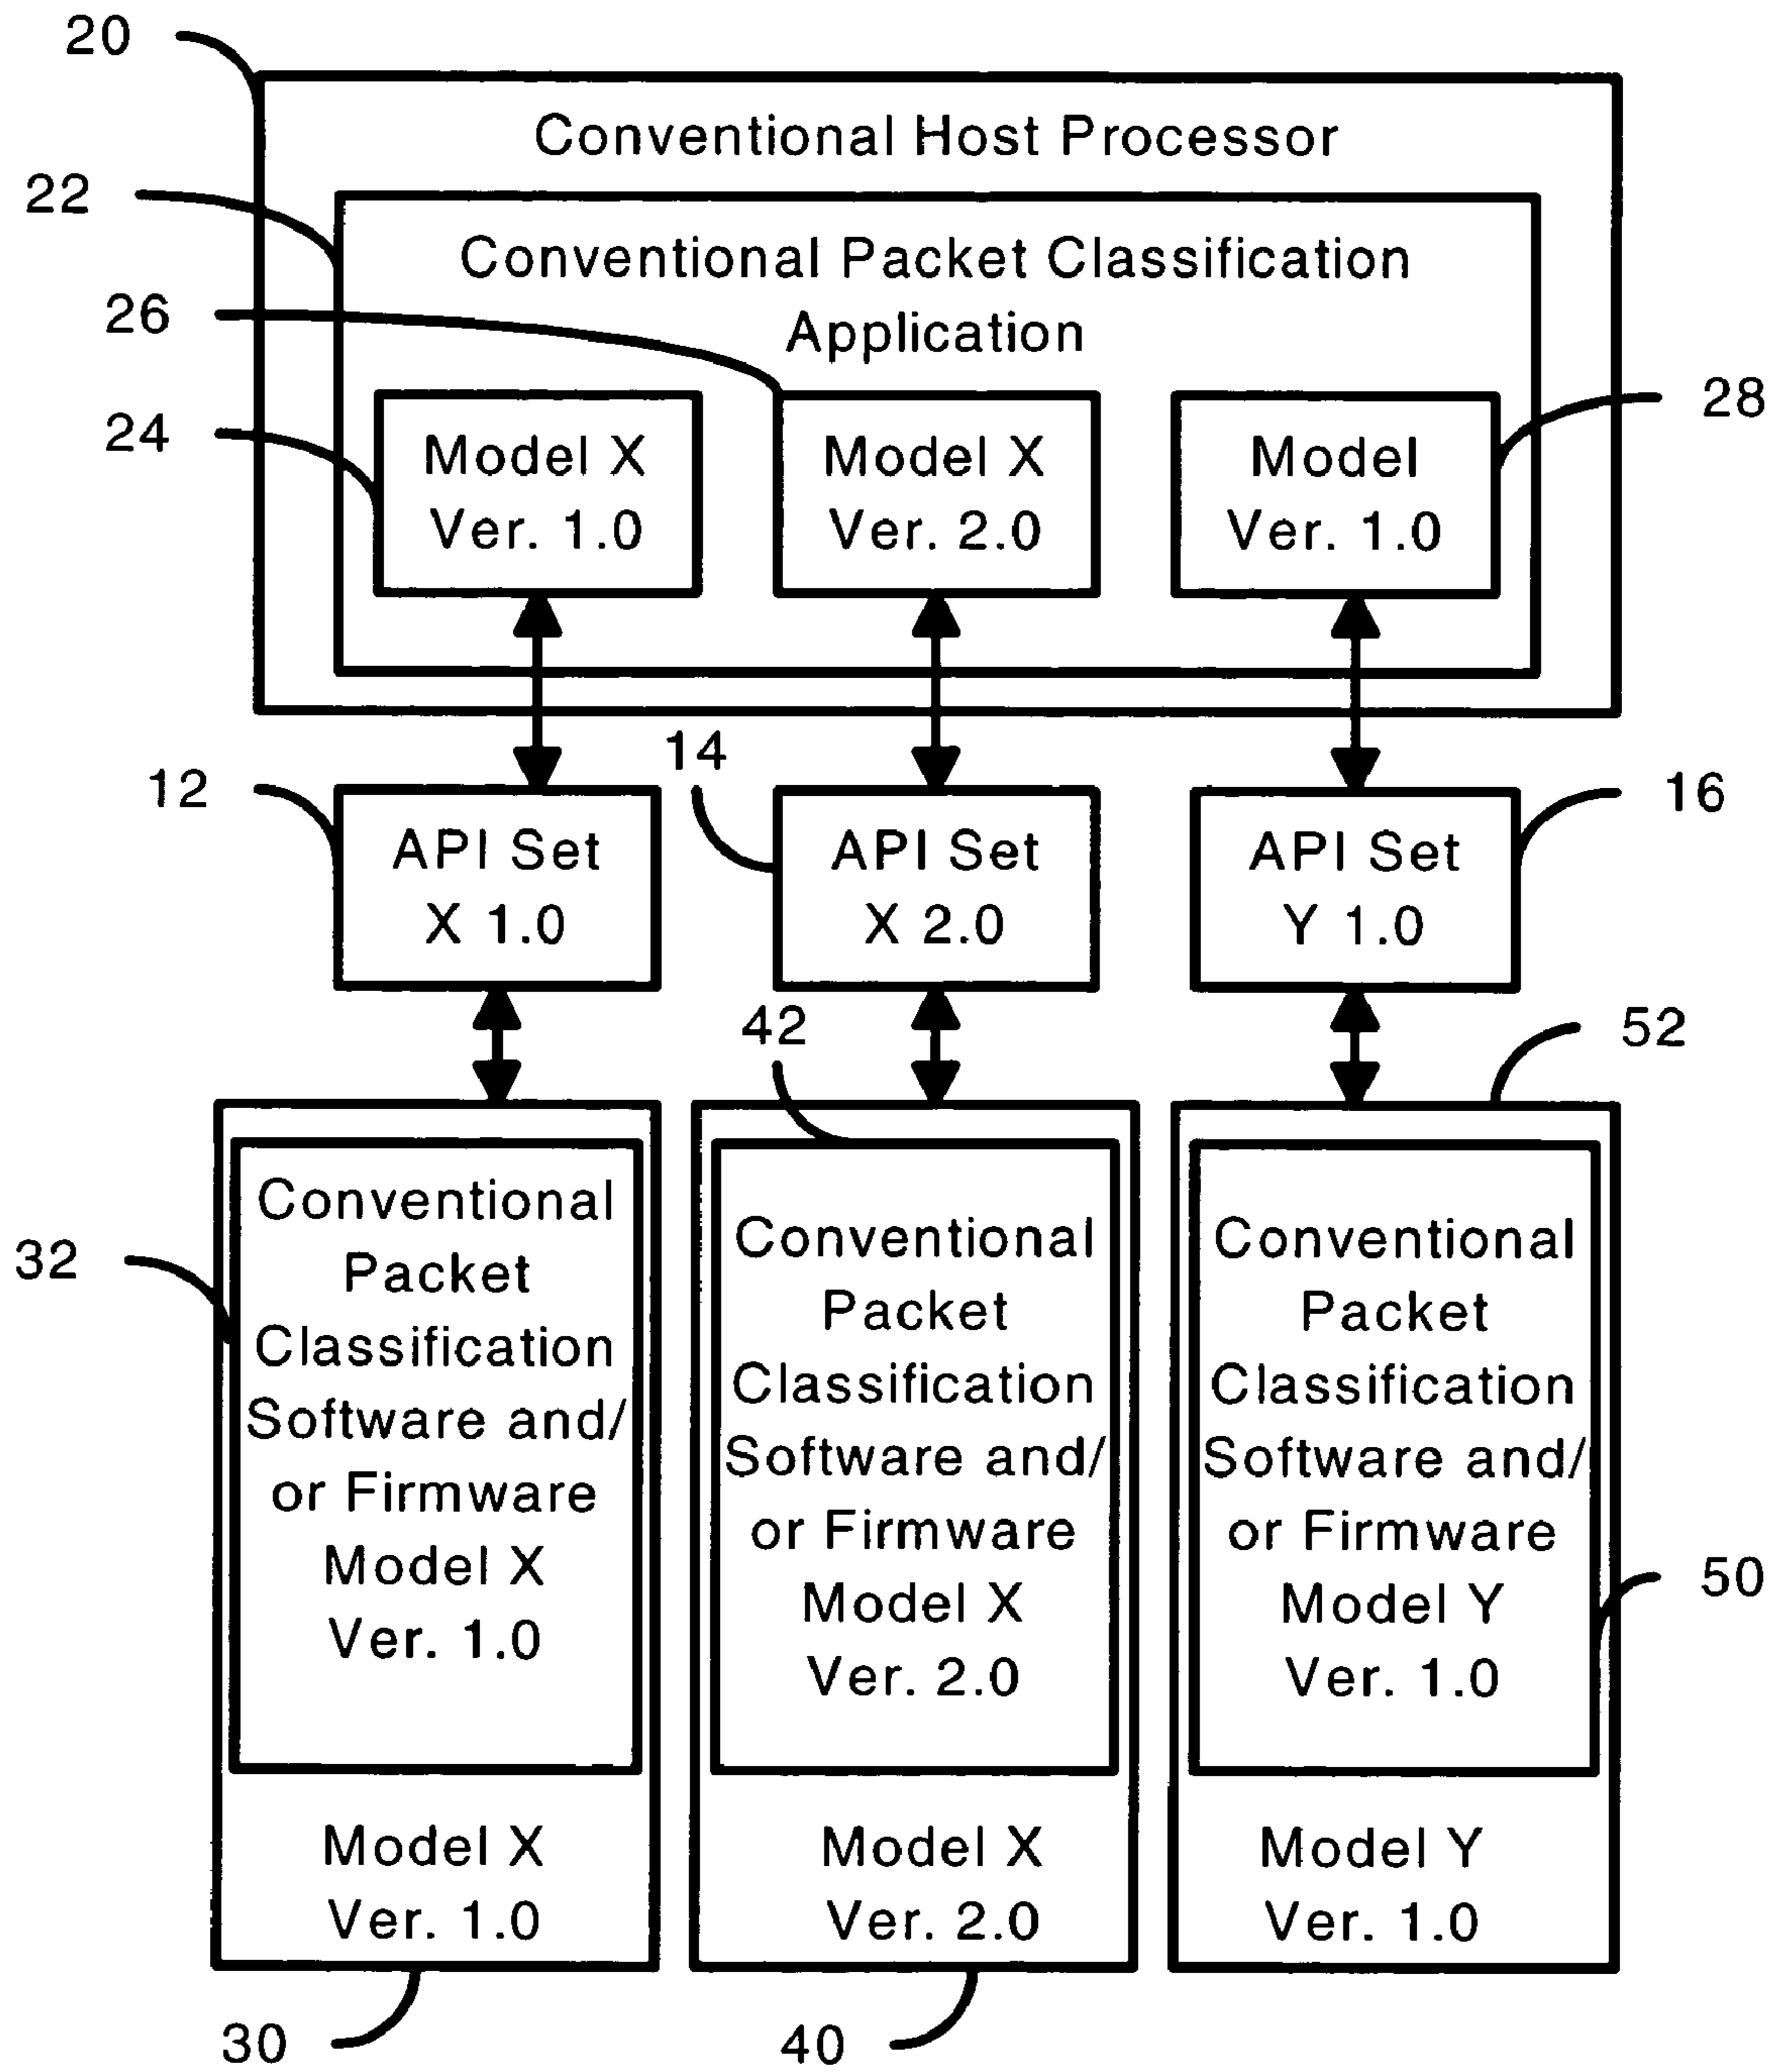 20
Conventional Host Processor
22
Conventional Packet Classification
Application
26
24
28
Model X
Ver. 1.0
Model X
Ver. 2.0
Model
Ver. 1.0
12
14
16
API Set
X 1.0
API Set
X 2.0
API Set
Y 1.0
42
52
32
Conventional
Packet
Classification
Software and/
or Firmware
Model X
Ver. 1.0
Conventional
Packet
Classification
Software and/
or Firmware
Model X
Ver. 2.0
Conventional
Packet
Classification
Software and/
or Firmware
Model Y
Ver. 1.0
50
Model X
Ver. 1.0
Model X
Ver. 2.0
Model Y
Ver. 1.0
30
40